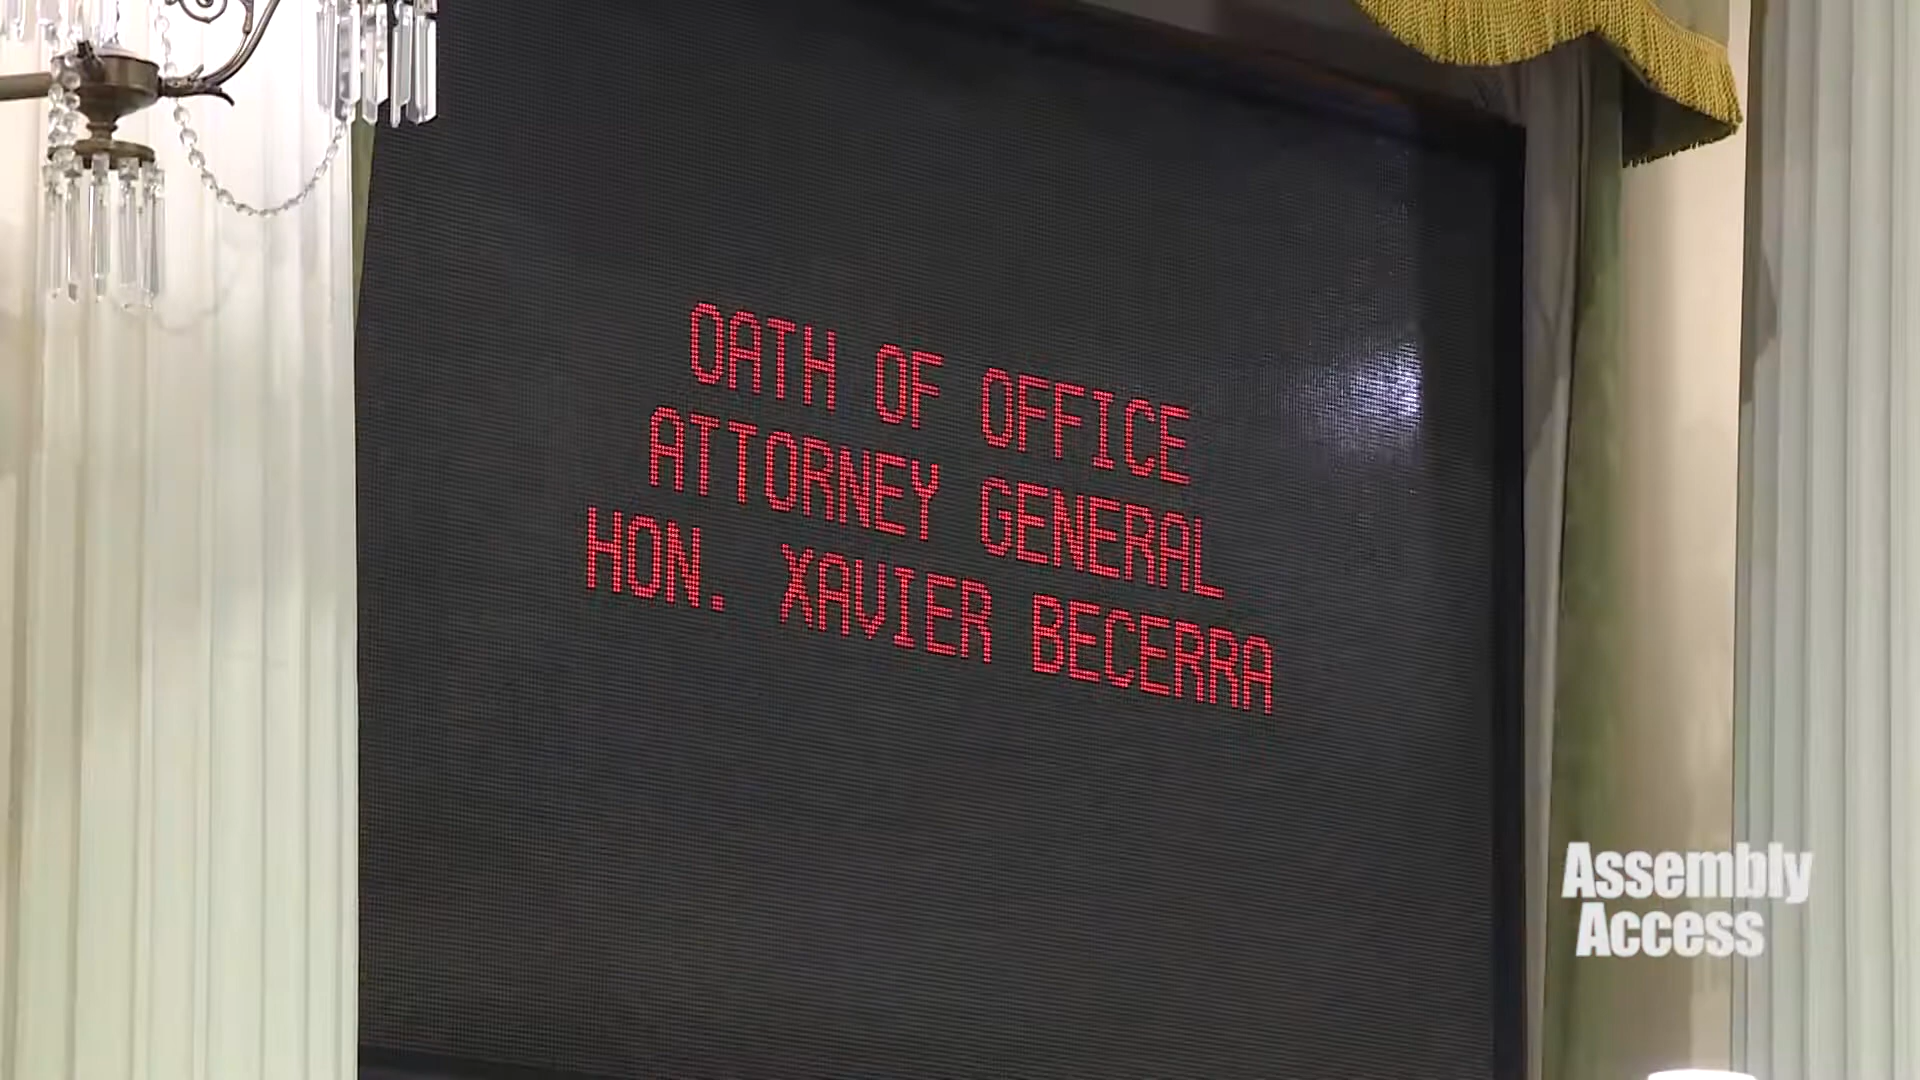 OATH OF OFFICE
ATTORNEY GENERAL
HON. XAVIER BECERRA
Assembly
Access